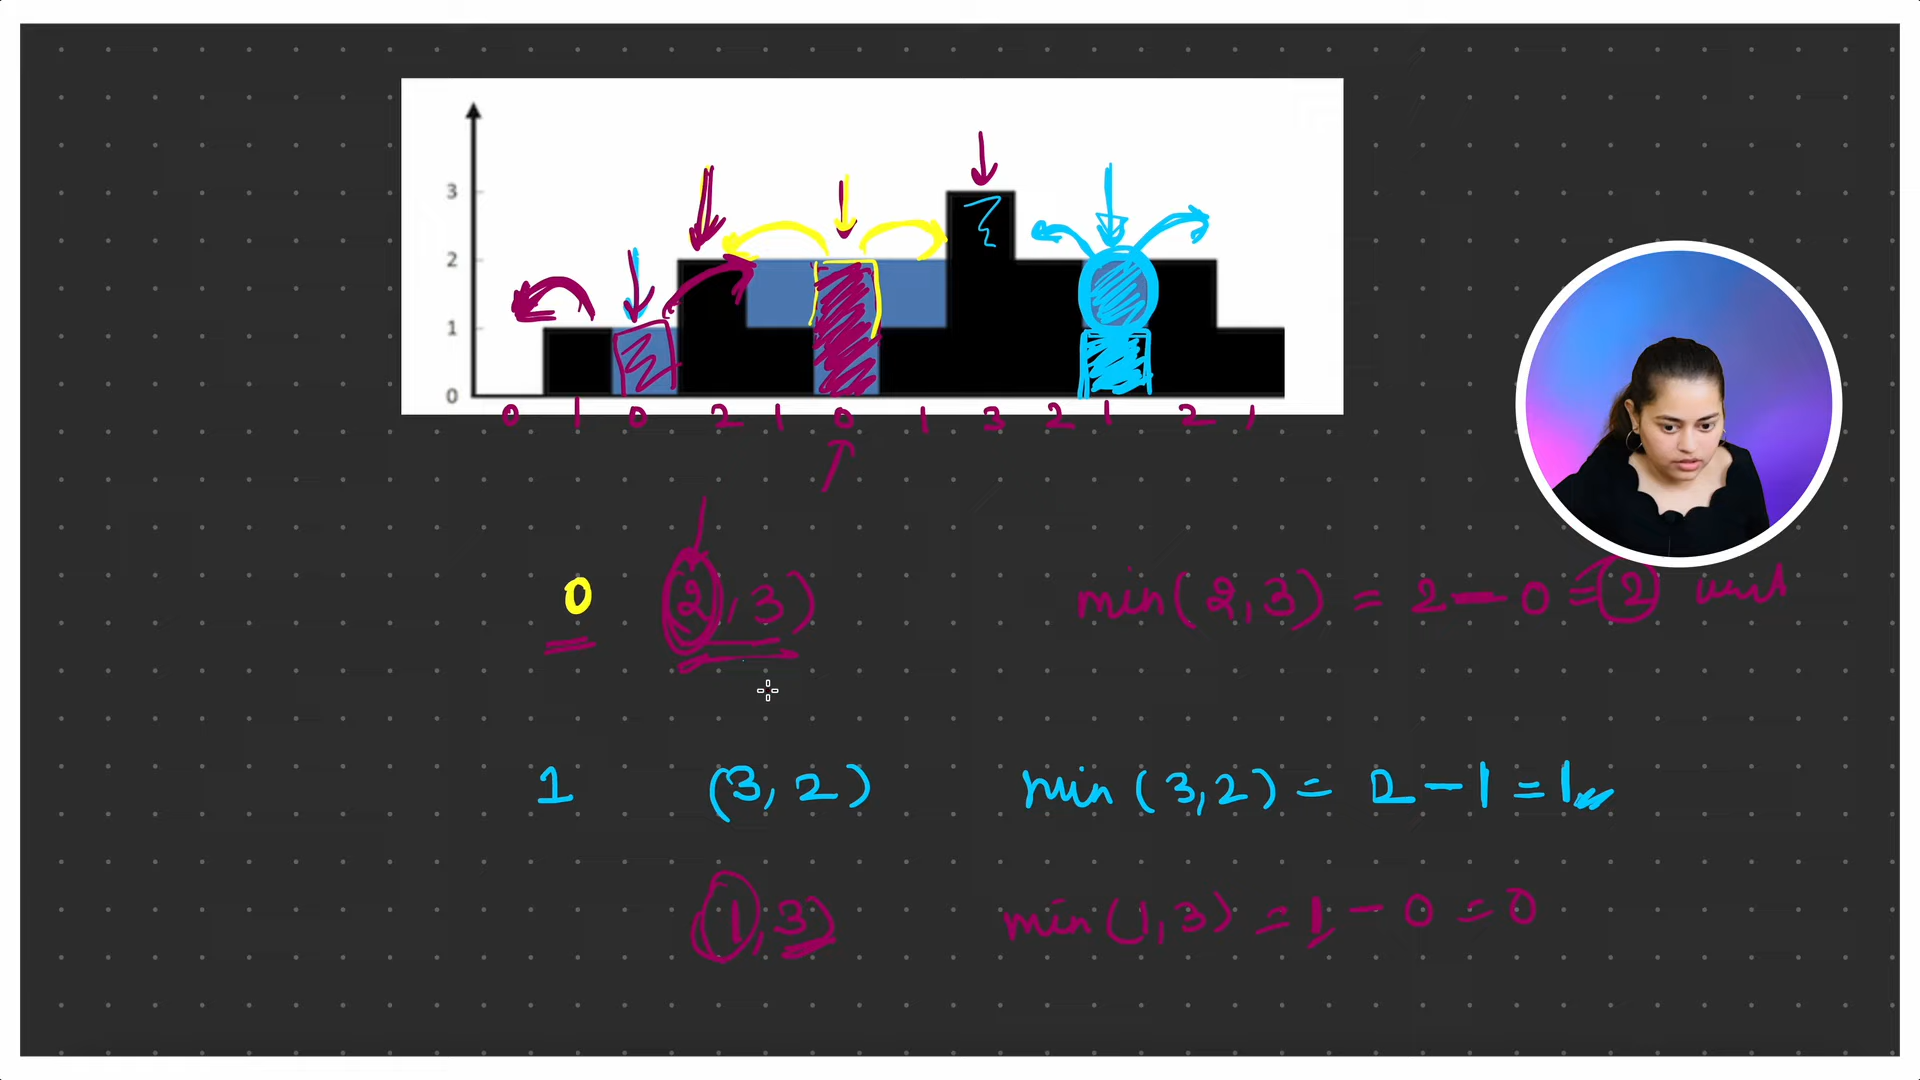 3
2
1
0
0 1 0 2 1 0 1 3 2 1 2 1
0 2, 3) min(2,3) = 2 - 0 = 2 unit
1 (3, 2) min (3,2) = 2 - 1 = 1
(1, 3) min(1,3) = 1 - 0 = 0